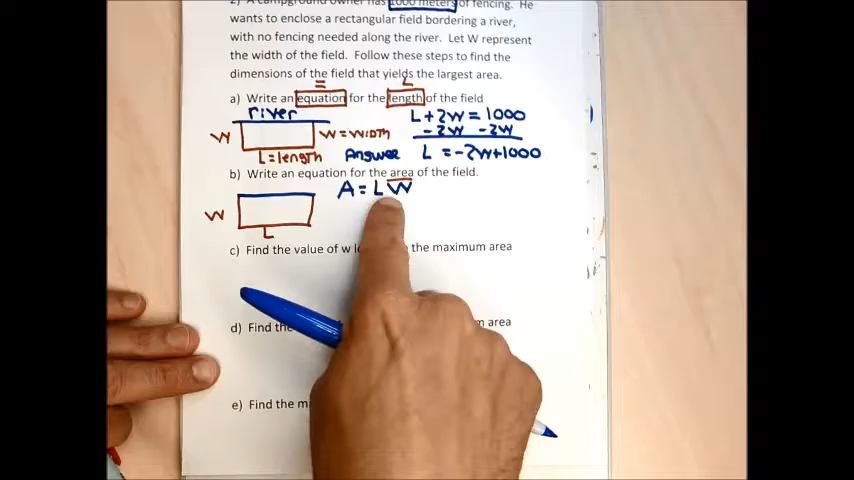 2) A campground owner has 1000 meters of fencing. He
wants to enclose a rectangular field bordering a river,
with no fencing needed along the river. Let W represent
the width of the field. Follow these steps to find the
dimensions of the field that yields the largest area.
= L
a) Write an equation for the length of the field
river
W W = width
L = length
L + 2W = 1000
-2W -2W
Answer L = -2W+1000
b) Write an equation for the area of the field.
A = LW
W
L
c) Find the value of w the maximum area
d) Find the area
e) Find the